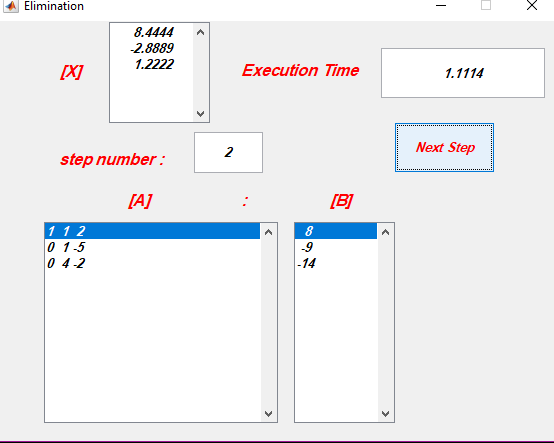 Elimination
[X]
8.4444
-2.8889
1.2222
Execution Time
1.1114
step number :
2
Next Step
[A] : [B]
1 1 2
0 1 -5
0 4 -2
8
-9
-14